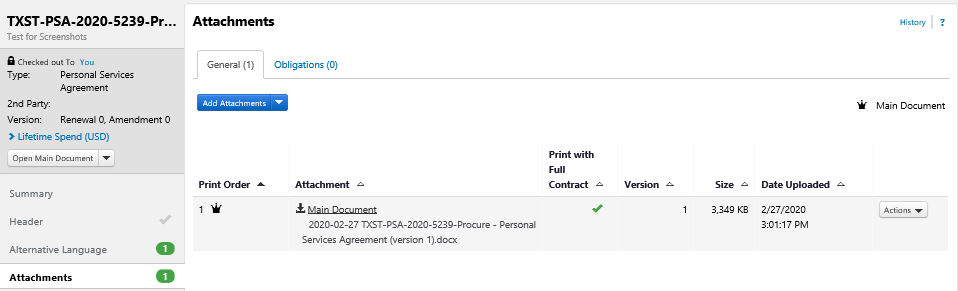 TXST-PSA-2020-5239-Pr...
Test for Screenshots
Checked out To You
Type: Personal Services
Agreement
2nd Party:
Version: Renewal 0, Amendment 0
Lifetime Spend (USD)
Open Main Document
Summary
Header
Alternative Language 1
Attachments 1
Attachments
History ?
General (1) Obligations (0)
Add Attachments
Main Document
Print Order Attachment Print with
Full
Contract Version Size Date Uploaded
1 Main Document 1 3,349 KB 2/27/2020 Actions
2020-02-27 TXST-PSA-2020-5239-Procure - Personal 3:01:17 PM
Services Agreement (version 1).docx